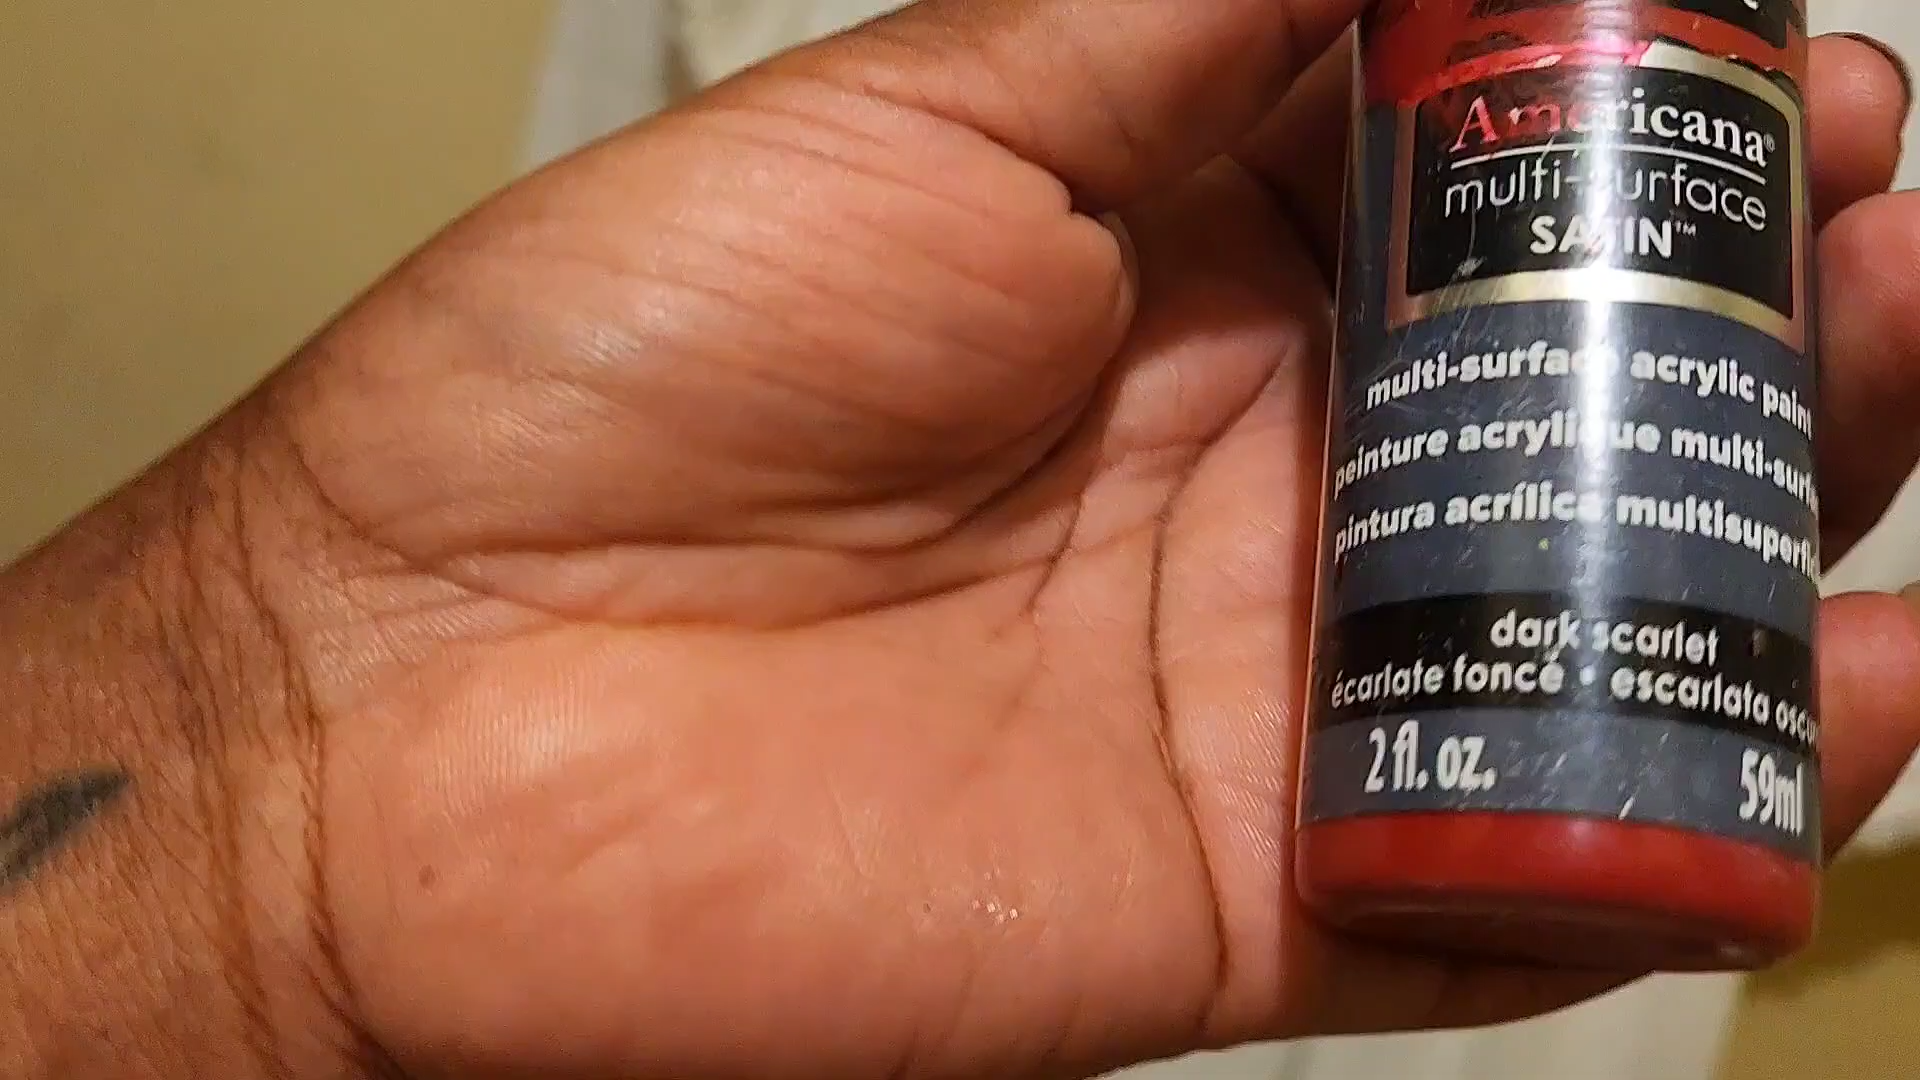 Americana®
multi-surface
SATIN™
multi-surface acrylic paint
peinture acrylique multi-surf
pintura acrílica multisuperfi
dark scarlet
écarlate foncé • escarlata oscu
2 fl. oz. 59ml